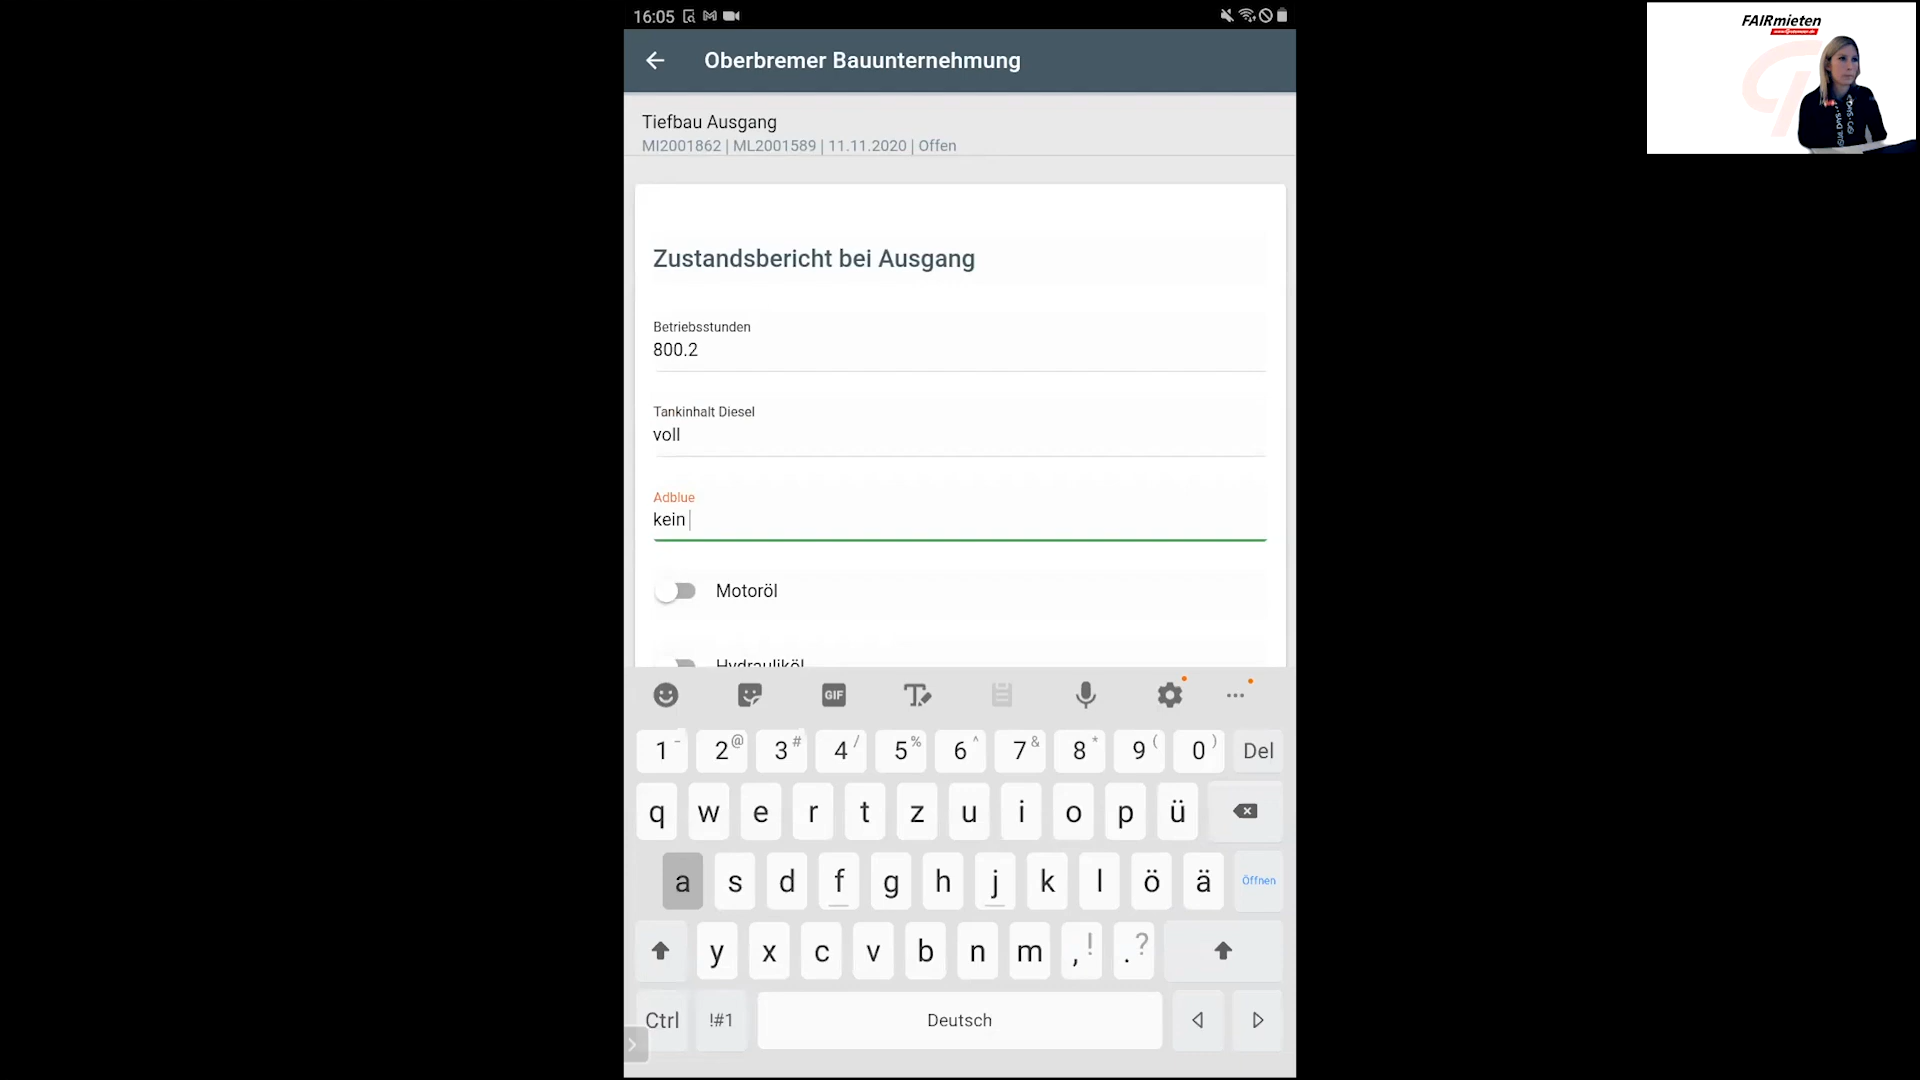 16:05
FAIRmieten
Oberbremer Bauunternehmung
Tiefbau Ausgang
MI2001862 | ML2001589 | 11.11.2020 | Offen
Zustandsbericht bei Ausgang
Betriebsstunden
800.2
Tankinhalt Diesel
voll
Adblue
kein
Motoröl
Hydrauliköl
GIF
1 - 2 @ 3 # 4 / 5 % 6 ^ 7 & 8 * 9 ( 0 ) Del
q w e r t z u i o p ü
a s d f g h j k l ö ä Öffnen
y x c v b n m , ! . ?
Ctrl !#1 Deutsch